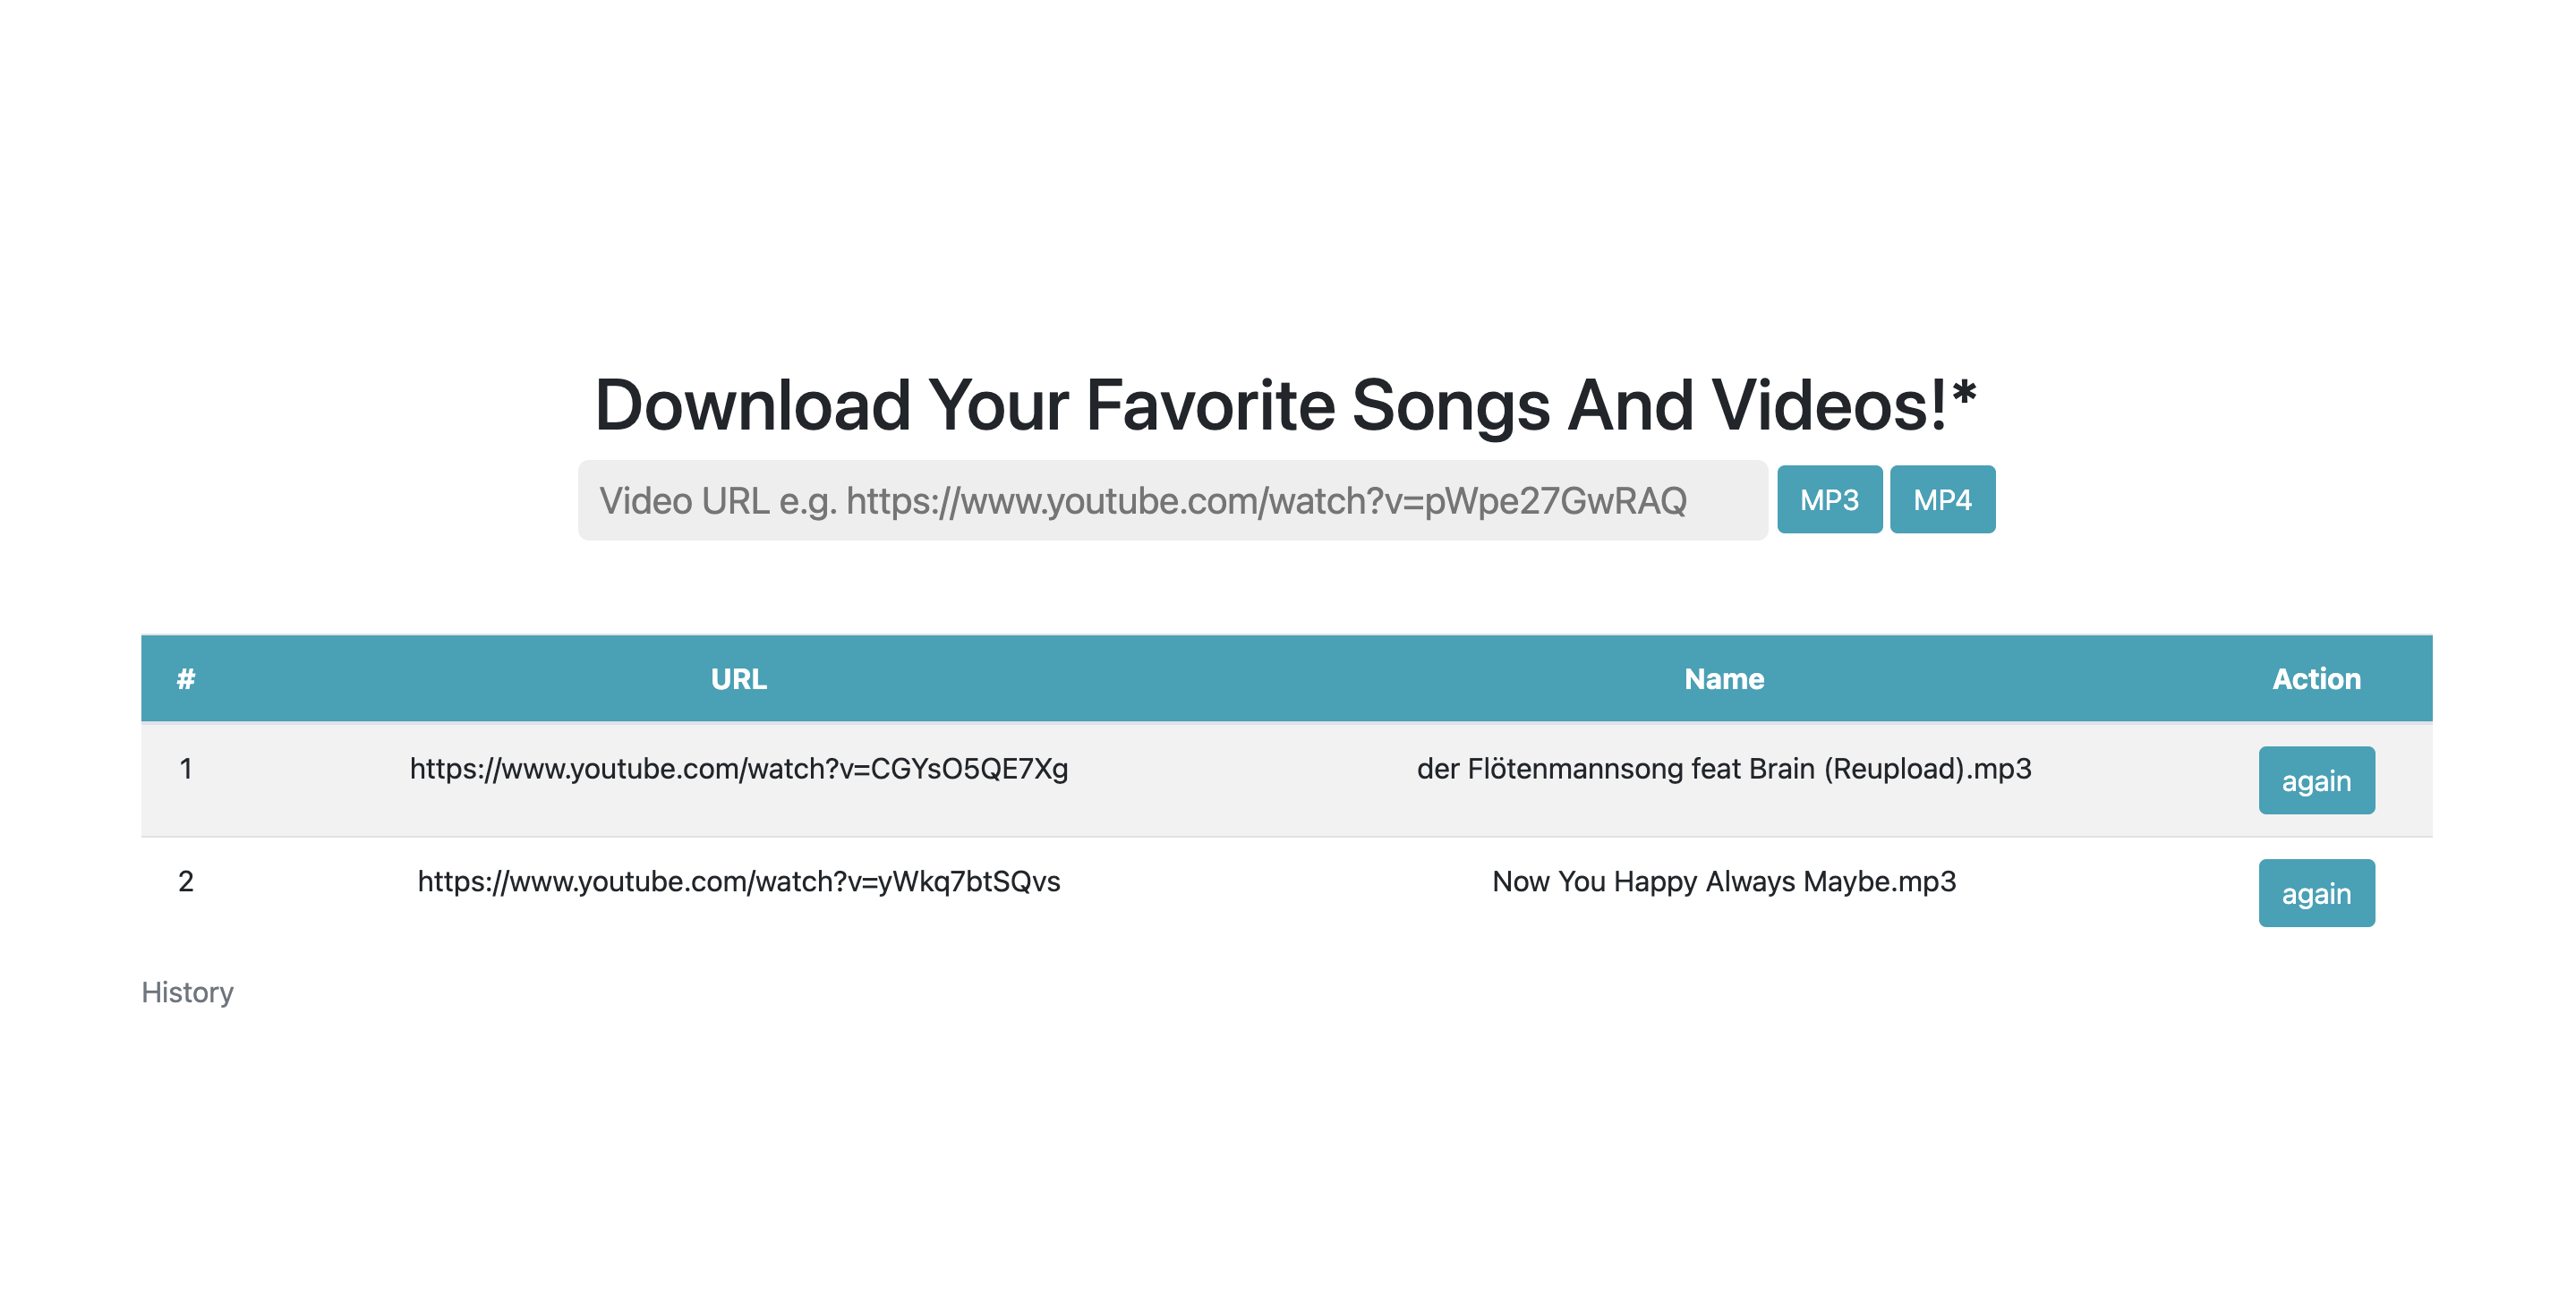 Download Your Favorite Songs And Videos!*
Video URL e.g. https://www.youtube.com/watch?v=pWpe27GwRAQ MP3 MP4
# URL Name Action
1 https://www.youtube.com/watch?v=CGYsO5QE7Xg der Flötenmannsong feat Brain (Reupload).mp3 again
2 https://www.youtube.com/watch?v=yWkq7btSQvs Now You Happy Always Maybe.mp3 again
History